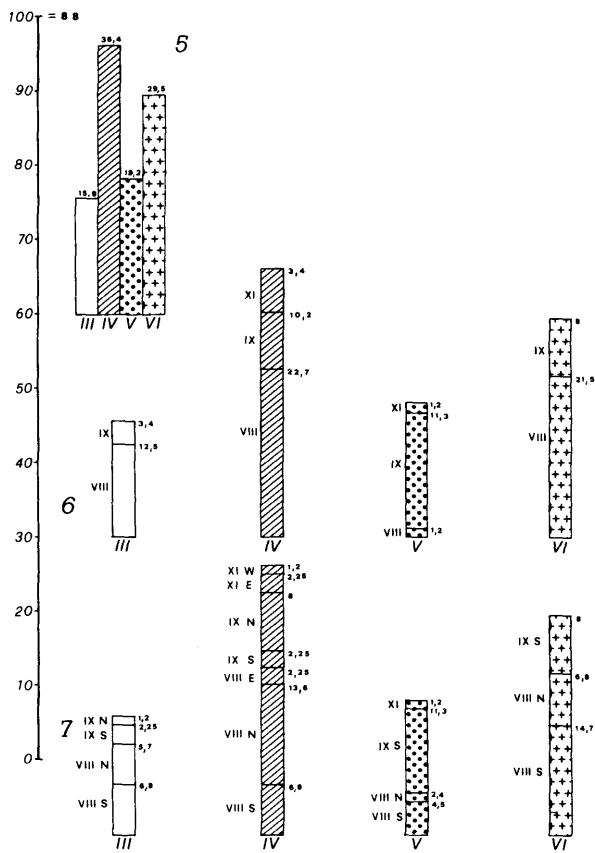 100 = 88
5
36,4
29,5
90
19,2
80
15,9
70
60
III IV V VI
3,4
XI
10,2
8
IX
IX
22,7
21,5
50
1,2
XI
11,3
3,4
IX
VIII
VIII
12,5
40
IX
VIII
6
VIII
1,2
30
III IV V VI
XI W
1,2
XI E
2,25
8
20
8
IX N
IX S
IX S
2,25
6,8
VIII E
2,25
10
13,6
VIII N
XI
1,2
11,3
7
IX N
1,2
IX S
2,25
14,7
VIII N
IX S
5,7
0
VIII N
VIII N
2,4
6,8
6,8
4,5
VIII S
VIII S
VIII S
VIII S
III IV V VI